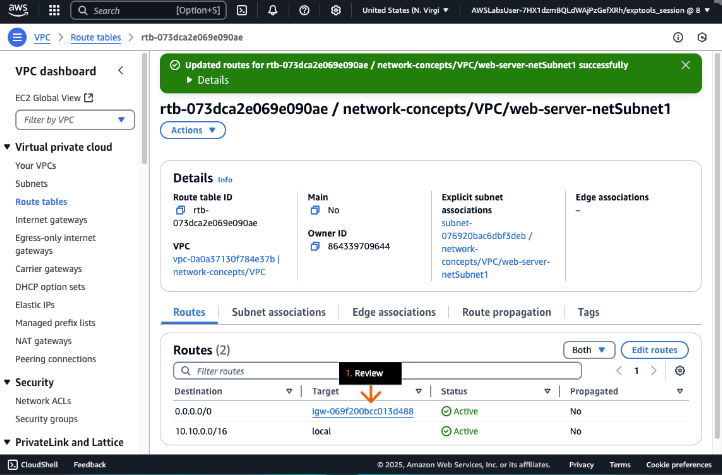 aws
Search [Option+S]
United States (N. Virgi
AWSLabsUser-7HX1dzmBQLdWAjPzGefXRh/exptools_session @ 8
VPC > Route tables > rtb-073dca2e069e090ae
VPC dashboard
EC2 Global View
Filter by VPC
Virtual private cloud
Your VPCs
Subnets
Route tables
Internet gateways
Egress-only internet
gateways
Carrier gateways
DHCP option sets
Elastic IPs
Managed prefix lists
NAT gateways
Peering connections
Security
Network ACLs
Security groups
PrivateLink and Lattice
Updated routes for rtb-073dca2e069e090ae / network-concepts/VPC/web-server-netSubnet1 successfully
Details
rtb-073dca2e069e090ae / network-concepts/VPC/web-server-netSubnet1
Actions
Details Info
Route table ID
rtb-
073dca2e069e090ae
VPC
vpc-0a0a37130f784e37b |
network-concepts/VPC
Main
No
Owner ID
864339709644
Explicit subnet
associations
subnet-
076920bac6dbf3deb /
network-
concepts/VPC/web-server-
netSubnet1
Edge associations
–
Routes Subnet associations Edge associations Route propagation Tags
Routes (2) Both Edit routes
Filter routes 1
1. Review
Destination Target Status Propagated
0.0.0.0/0 igw-069f200bcc013d488 Active No
10.10.0.0/16 local Active No
CloudShell Feedback © 2025, Amazon Web Services, Inc. or its affiliates. Privacy Terms Cookie preferences